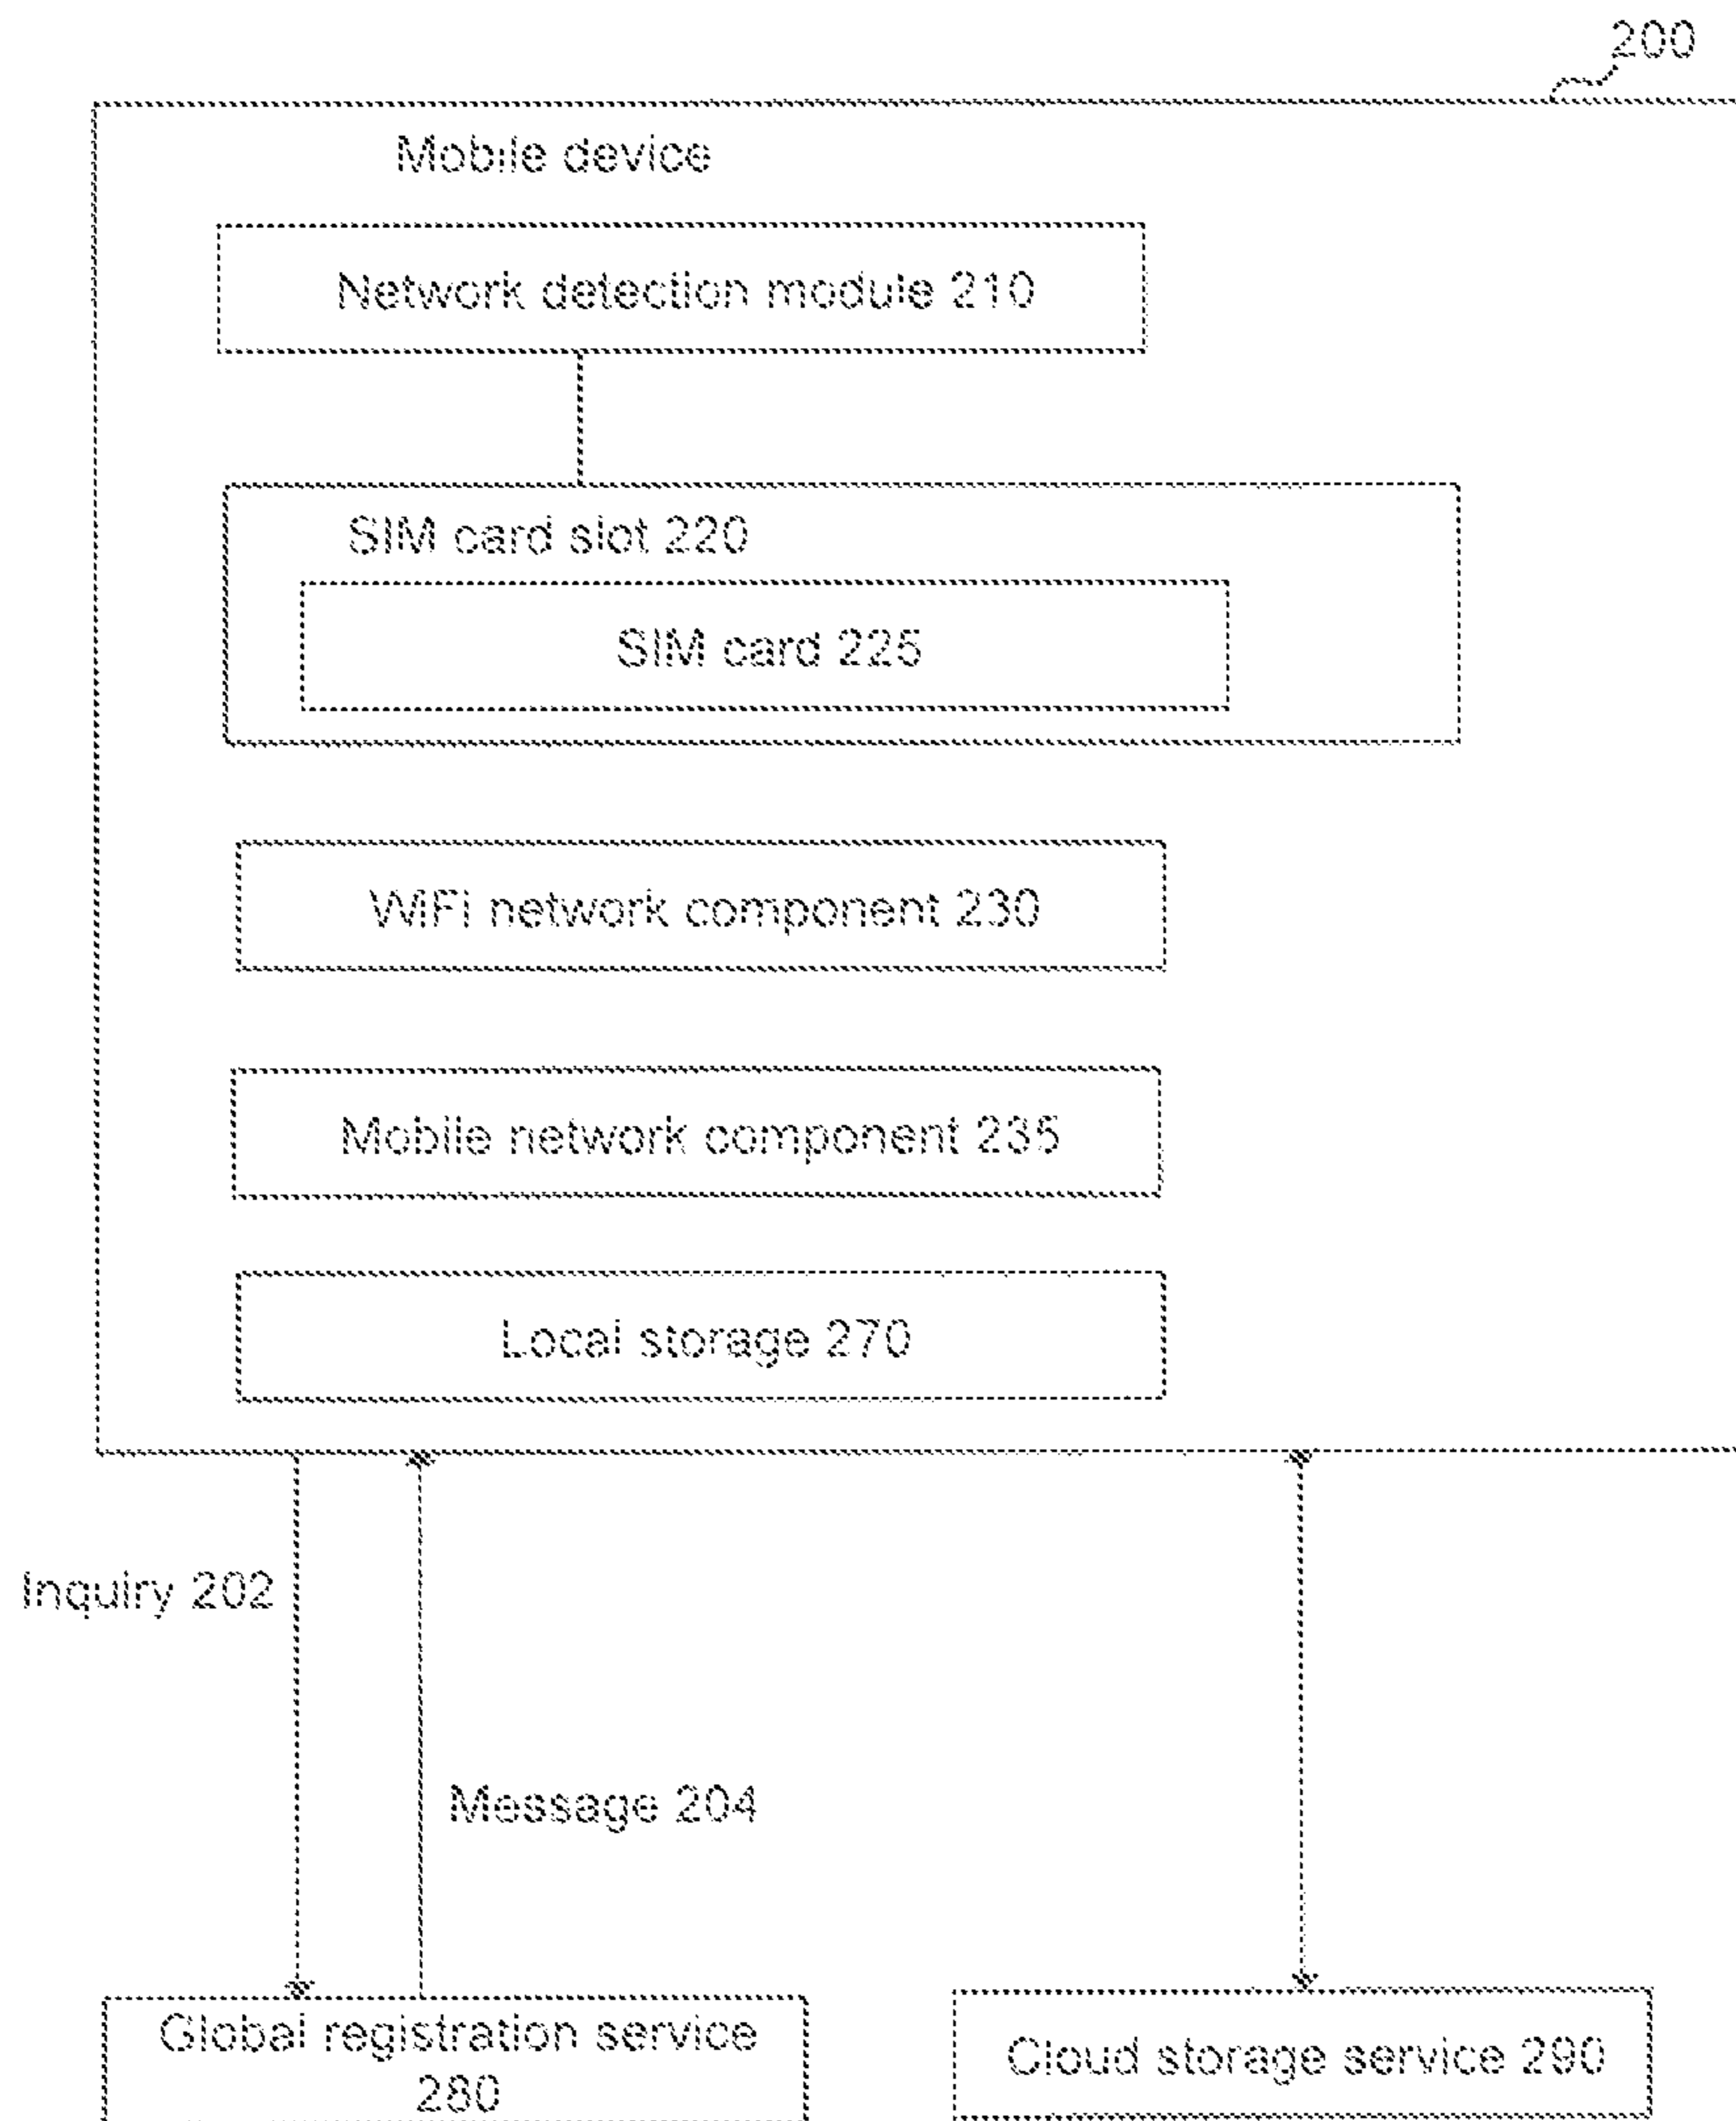 200
Mobile device
Network detection module 210
SIM card slot 220
SIM card 225
WiFi network component 230
Mobile network component 235
Local storage 270
Inquiry 202
Message 204
Global registration service
280
Cloud storage service 290